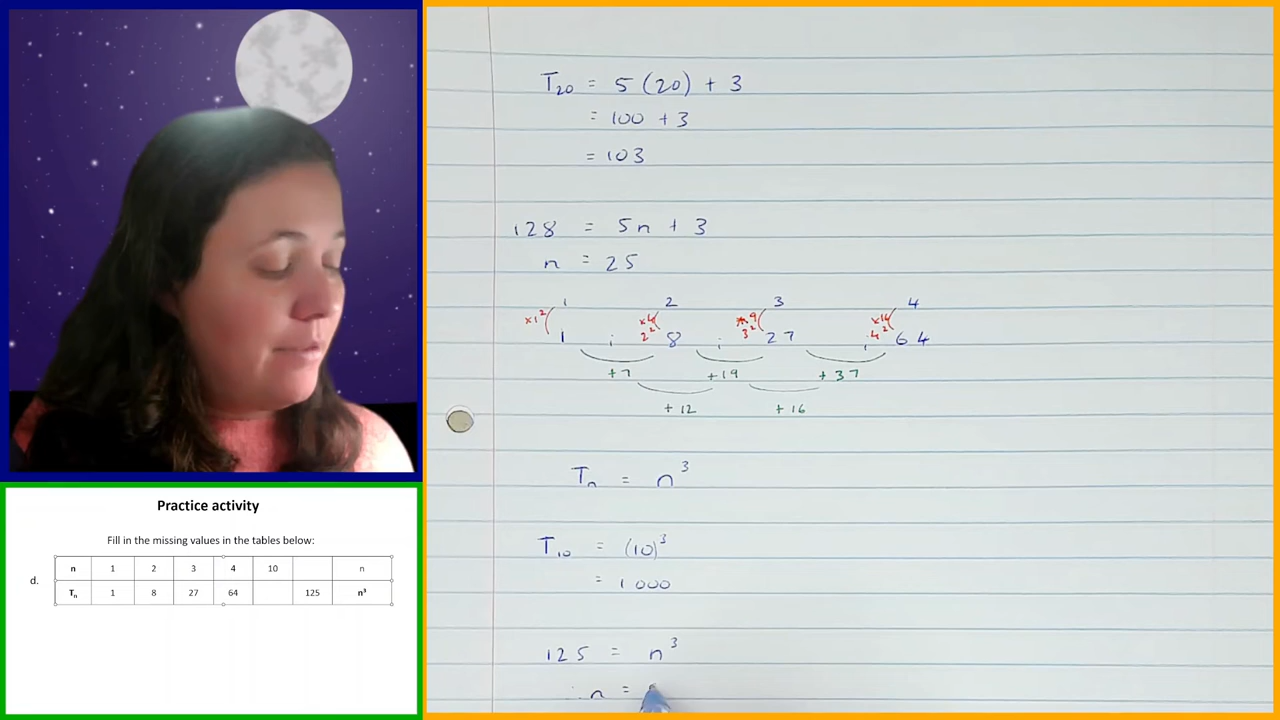 Practice activity
Fill in the missing values in the tables below:
d.
n 1 2 3 4 10 n
Tₙ 1 8 27 64 125 n³
T₂₀ = 5 (20) + 3
= 100 + 3
= 103
128 = 5n + 3
n = 25
1 2 3 4
×1² ×4 ×9 ×16
2² 3² 4²
1 ; 8 ; 27 ; 64
+7 +19 +37
+12 +16
Tₙ = n³
T₁₀ = (10)³
= 1 000
125 = n³
n =